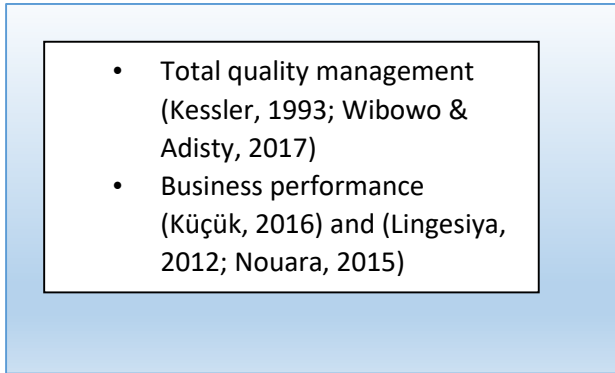 • Total quality management
(Kessler, 1993; Wibowo &
Adisty, 2017)
• Business performance
(Küçük, 2016) and (Lingesiya,
2012; Nouara, 2015)